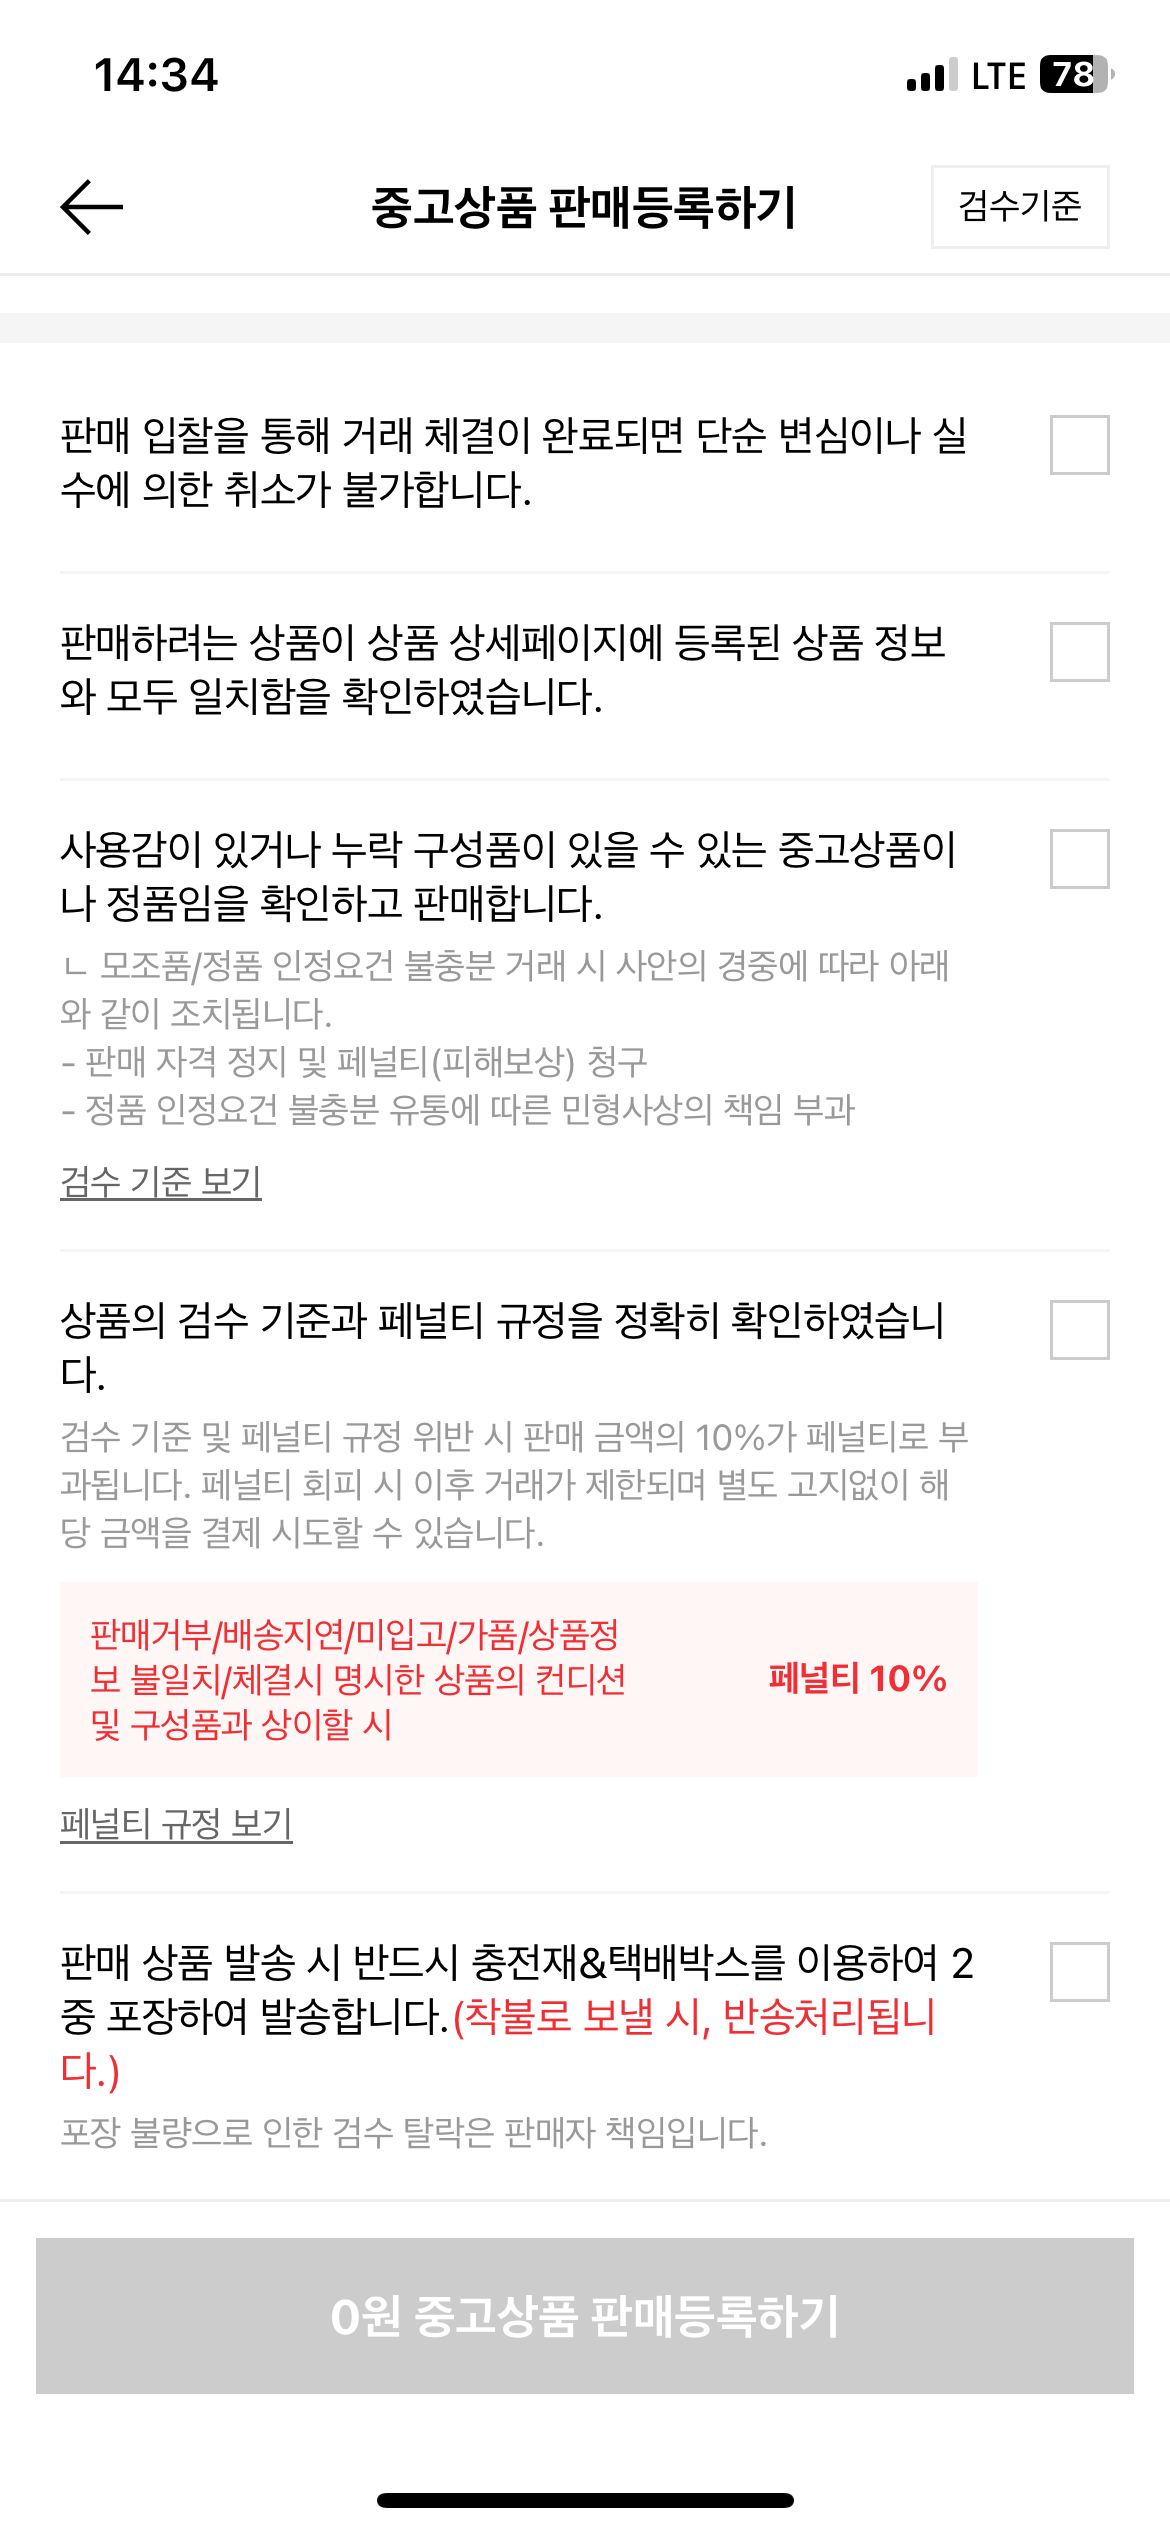 14:34
LTE 78
중고상품 판매등록하기
검수기준
판매 입찰을 통해 거래 체결이 완료되면 단순 변심이나 실
수에 의한 취소가 불가합니다.
판매하려는 상품이 상품 상세페이지에 등록된 상품 정보
와 모두 일치함을 확인하였습니다.
사용감이 있거나 누락 구성품이 있을 수 있는 중고상품이
나 정품임을 확인하고 판매합니다.
ㄴ 모조품/정품 인정요건 불충분 거래 시 사안의 경중에 따라 아래
와 같이 조치됩니다.
- 판매 자격 정지 및 페널티(피해보상) 청구
- 정품 인정요건 불충분 유통에 따른 민형사상의 책임 부과
검수 기준 보기
상품의 검수 기준과 페널티 규정을 정확히 확인하였습니
다.
검수 기준 및 페널티 규정 위반 시 판매 금액의 10%가 페널티로 부
과됩니다. 페널티 회피 시 이후 거래가 제한되며 별도 고지없이 해
당 금액을 결제 시도할 수 있습니다.
판매거부/배송지연/미입고/가품/상품정
보 불일치/체결시 명시한 상품의 컨디션
및 구성품과 상이할 시
페널티 10%
페널티 규정 보기
판매 상품 발송 시 반드시 충전재&택배박스를 이용하여 2
중 포장하여 발송합니다.(착불로 보낼 시, 반송처리됩니
다.)
포장 불량으로 인한 검수 탈락은 판매자 책임입니다.
0원 중고상품 판매등록하기